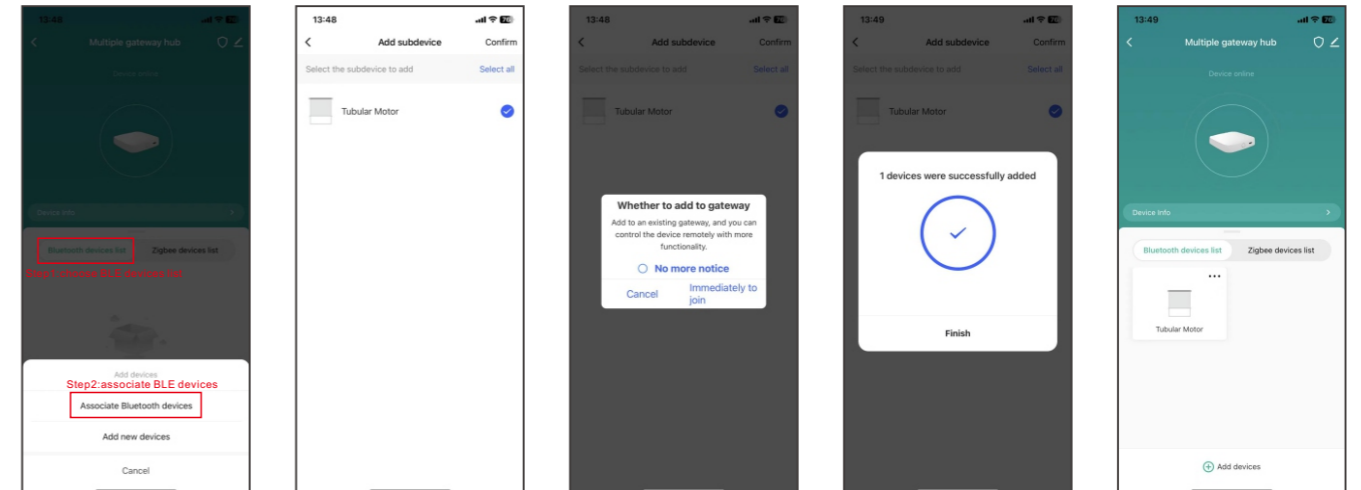 13:48
Multiple gateway hub
Device online
Device Info
Bluetooth devices list
Zigbee devices list
Step1:choose BLE devices list
Add devices
Step2:associate BLE devices
Associate Bluetooth devices
Add new devices
Cancel
13:48
Add subdevice
Confirm
Select the subdevice to add
Select all
Tubular Motor
13:48
Add subdevice
Confirm
Select the subdevice to add
Select all
Tubular Motor
Whether to add to gateway
Add to an existing gateway, and you can
control the device remotely with more
functionality.
No more notice
Cancel
Immediately to
join
13:49
Add subdevice
Confirm
Select the subdevice to add
Select all
Tubular Motor
1 devices were successfully added
Finish
13:49
Multiple gateway hub
Device online
Device Info
Bluetooth devices list
Zigbee devices list
Tubular Motor
Add devices